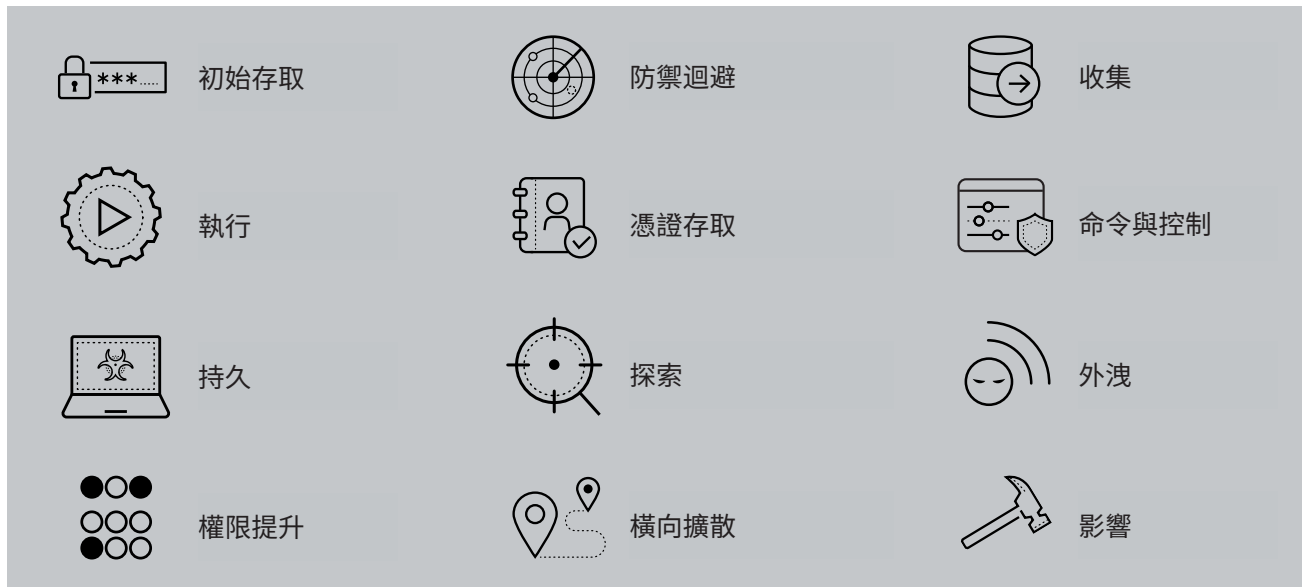 初始存取
防禦迴避
收集
執行
憑證存取
命令與控制
持久
探索
外洩
權限提升
橫向擴散
影響